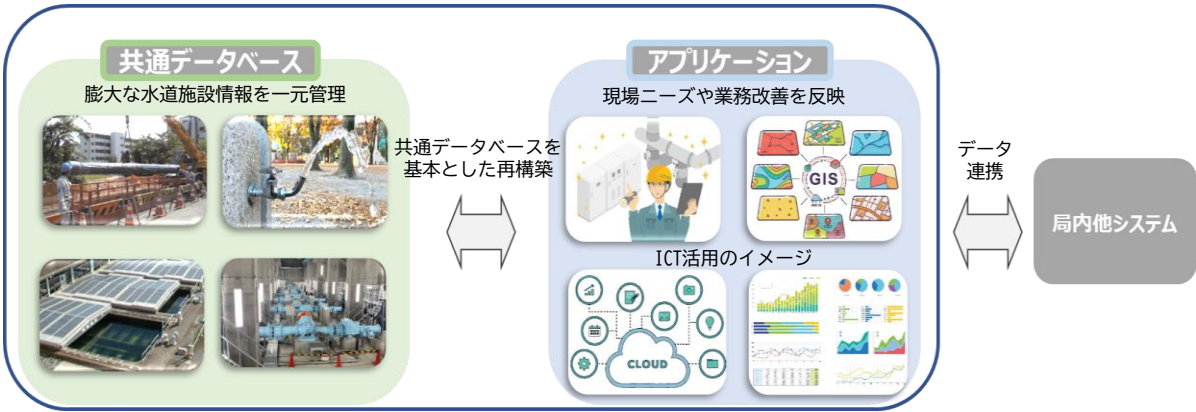 共通データベース
膨大な水道施設情報を一元管理
共通データベースを
基本とした再構築
アプリケーション
現場ニーズや業務改善を反映
GIS
ICT活用のイメージ
CLOUD
データ
連携
局内他システム